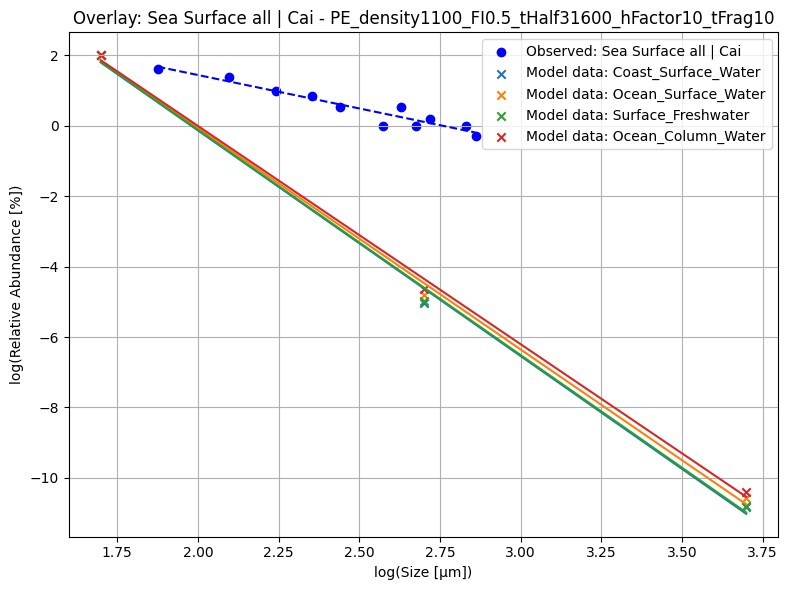 Overlay: Sea Surface all | Cai - PE_density1100_FI0.5_tHalf31600_hFactor10_tFrag10
Observed: Sea Surface all | Cai
Model data: Coast_Surface_Water
Model data: Ocean_Surface_Water
Model data: Surface_Freshwater
Model data: Ocean_Column_Water
log(Relative Abundance [%])
2
0
−2
−4
−6
−8
−10
1.75
2.00
2.25
2.50
2.75
3.00
3.25
3.50
3.75
log(Size [μm])